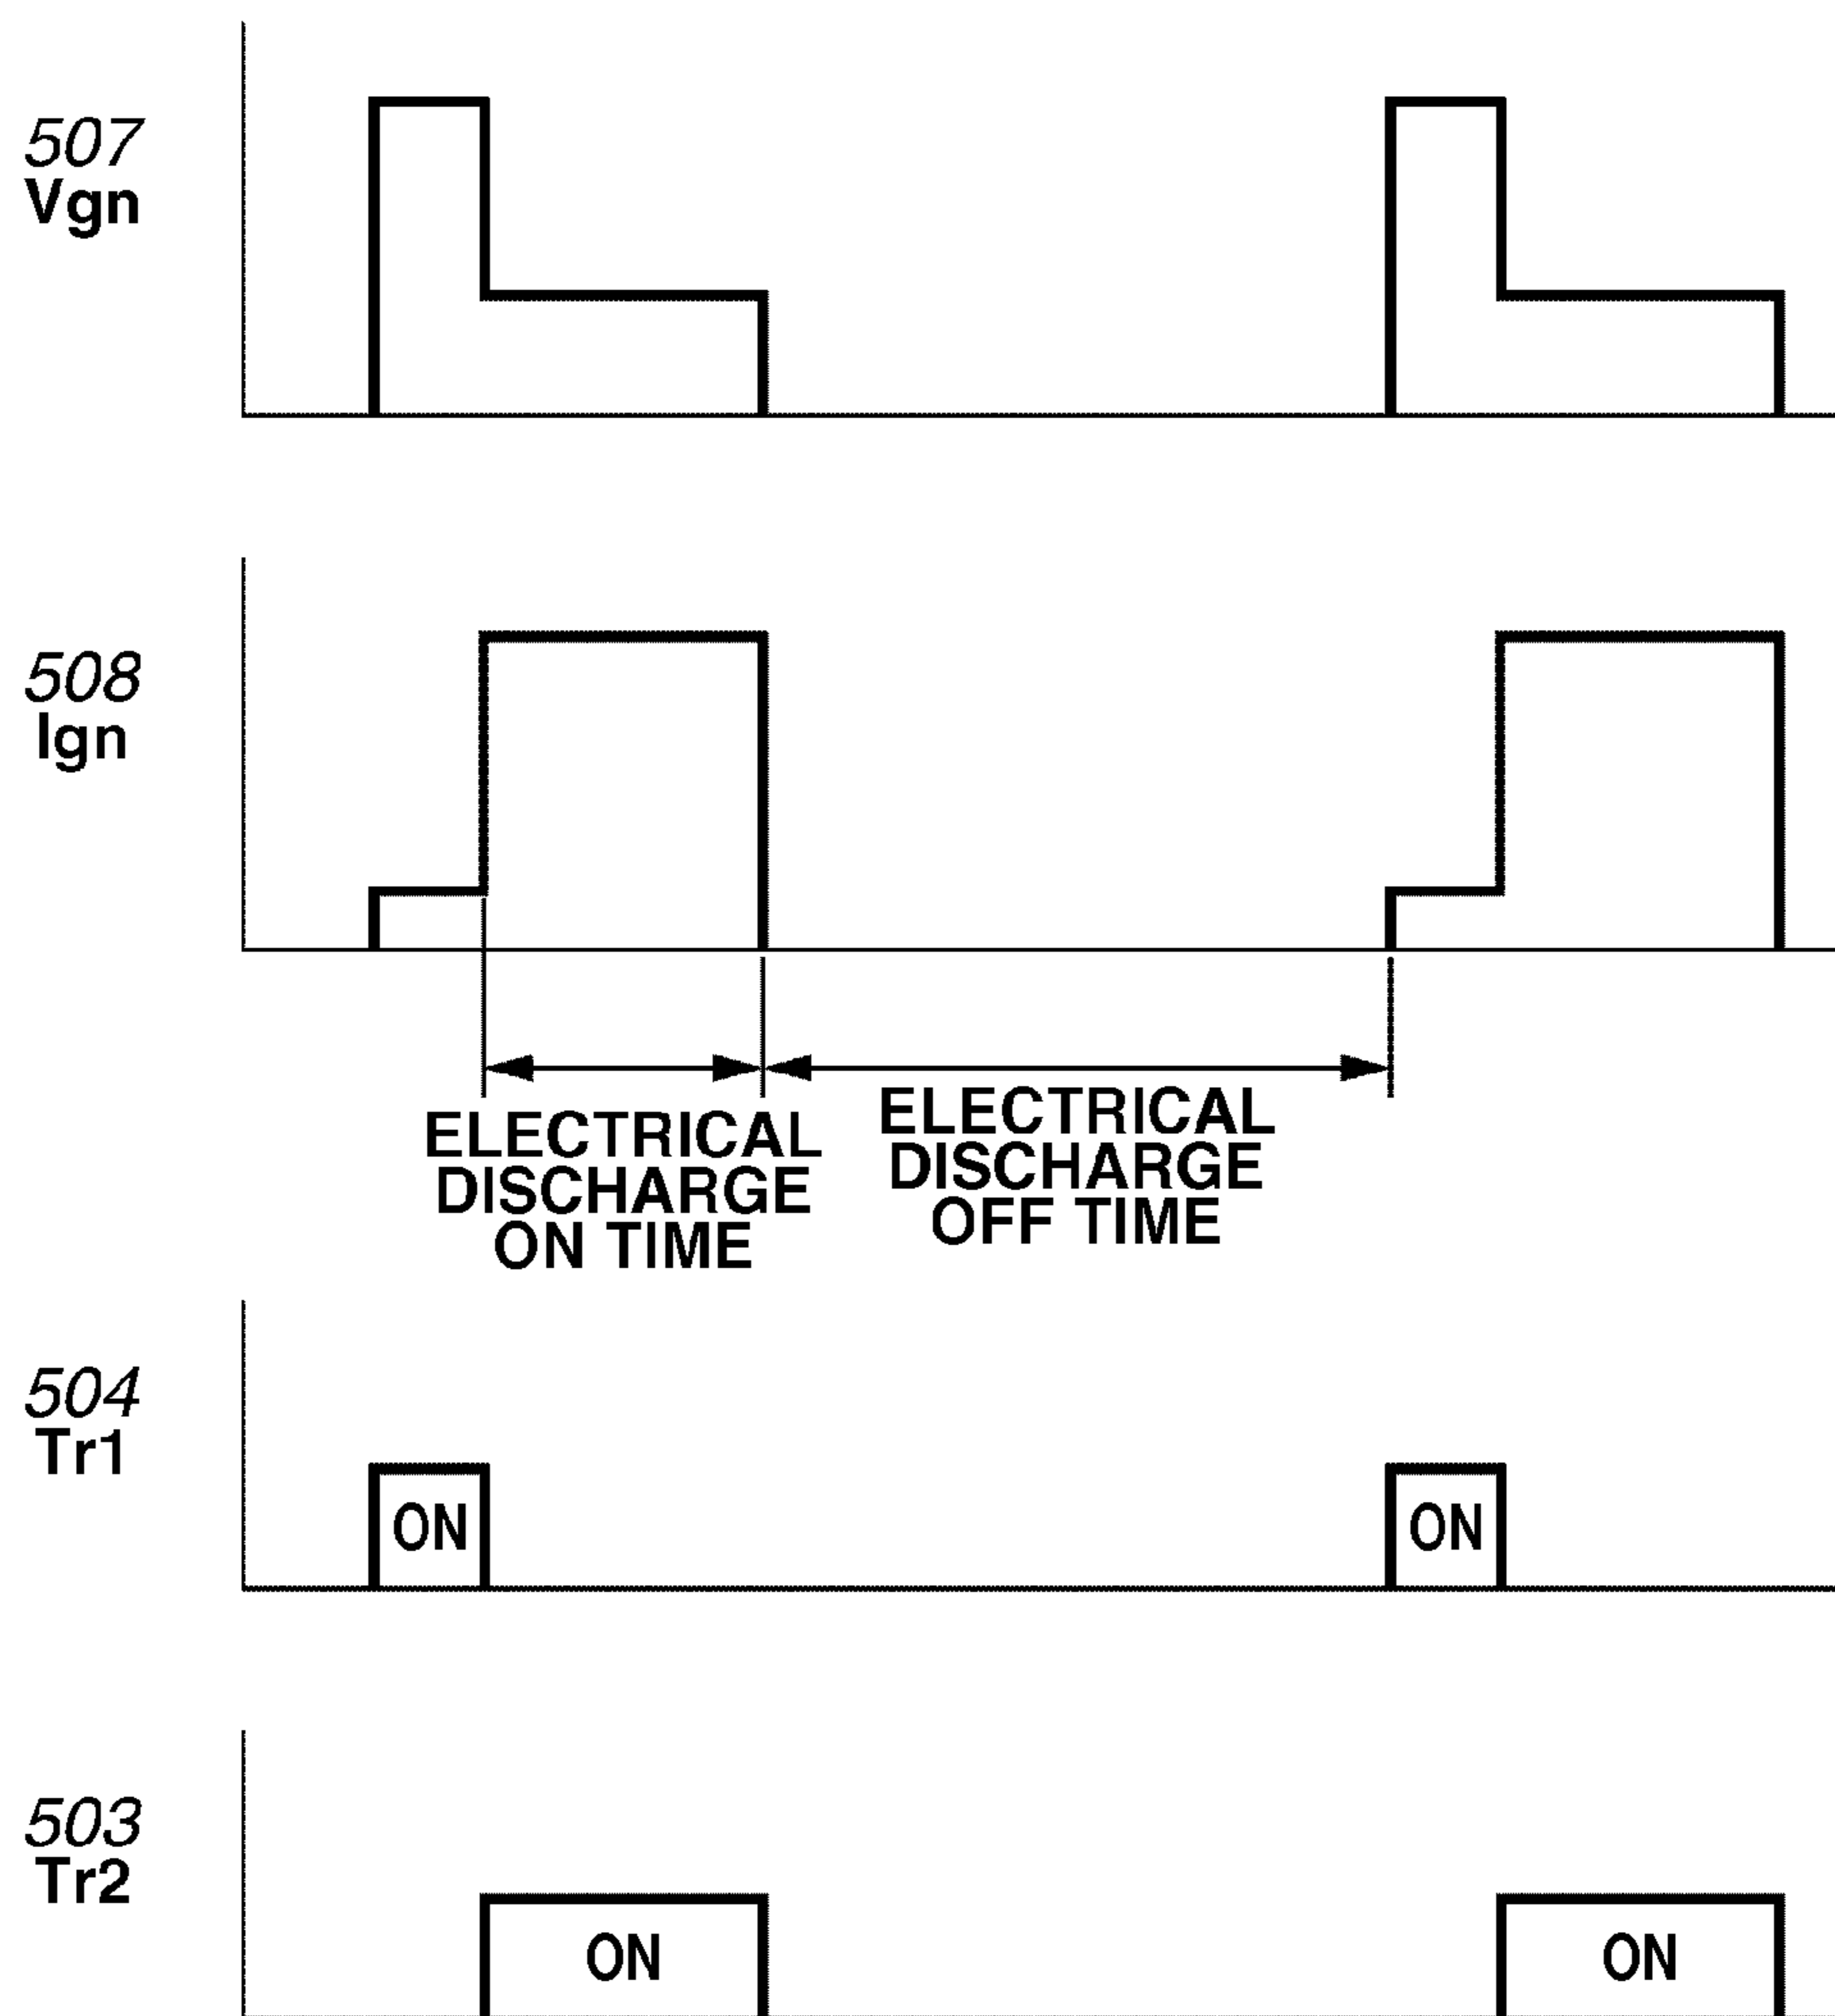 507
Vgn
508
Ign
ELECTRICAL
DISCHARGE
ON TIME
ELECTRICAL
DISCHARGE
OFF TIME
504
Tr1
ON
ON
503
Tr2
ON
ON